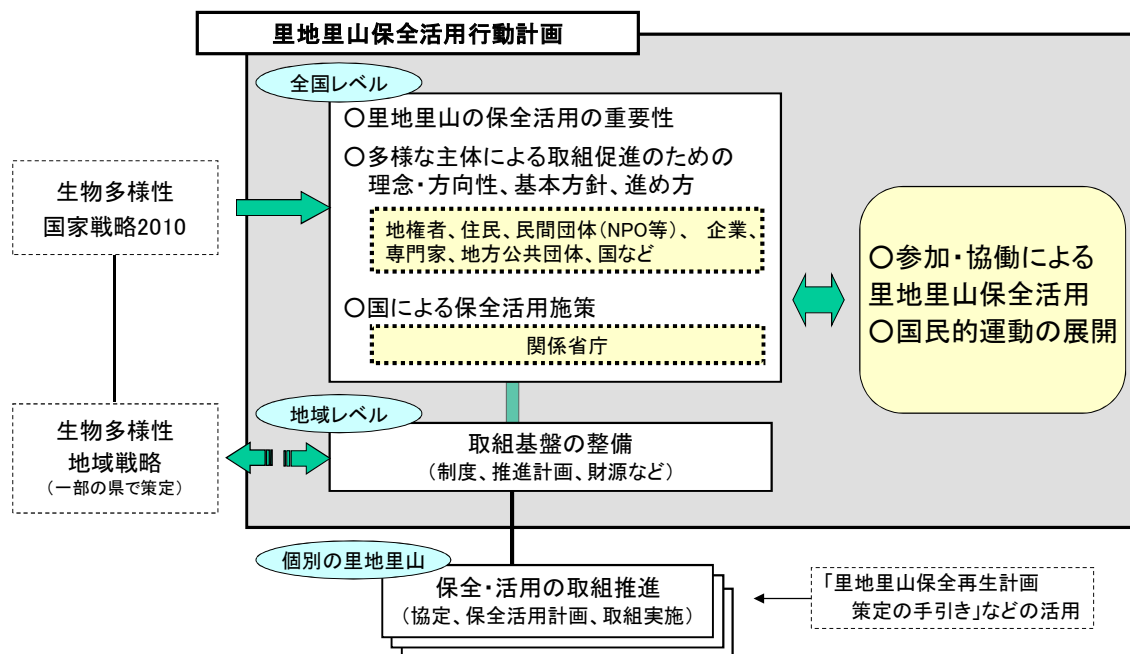 里地里山保全活用行動計画
全国レベル
○里地里山の保全活用の重要性
○多様な主体による取組促進のための
理念・方向性、基本方針、進め方
地権者、住民、民間団体(NPO等)、 企業、
専門家、地方公共団体、国など
○国による保全活用施策
関係省庁
生物多様性
国家戦略2010
○参加・協働による
里地里山保全活用
○国民的運動の展開
地域レベル
取組基盤の整備
(制度、推進計画、財源など)
生物多様性
地域戦略
(一部の県で策定)
個別の里地里山
保全・活用の取組推進
(協定、保全活用計画、取組実施)
「里地里山保全再生計画
策定の手引き」などの活用